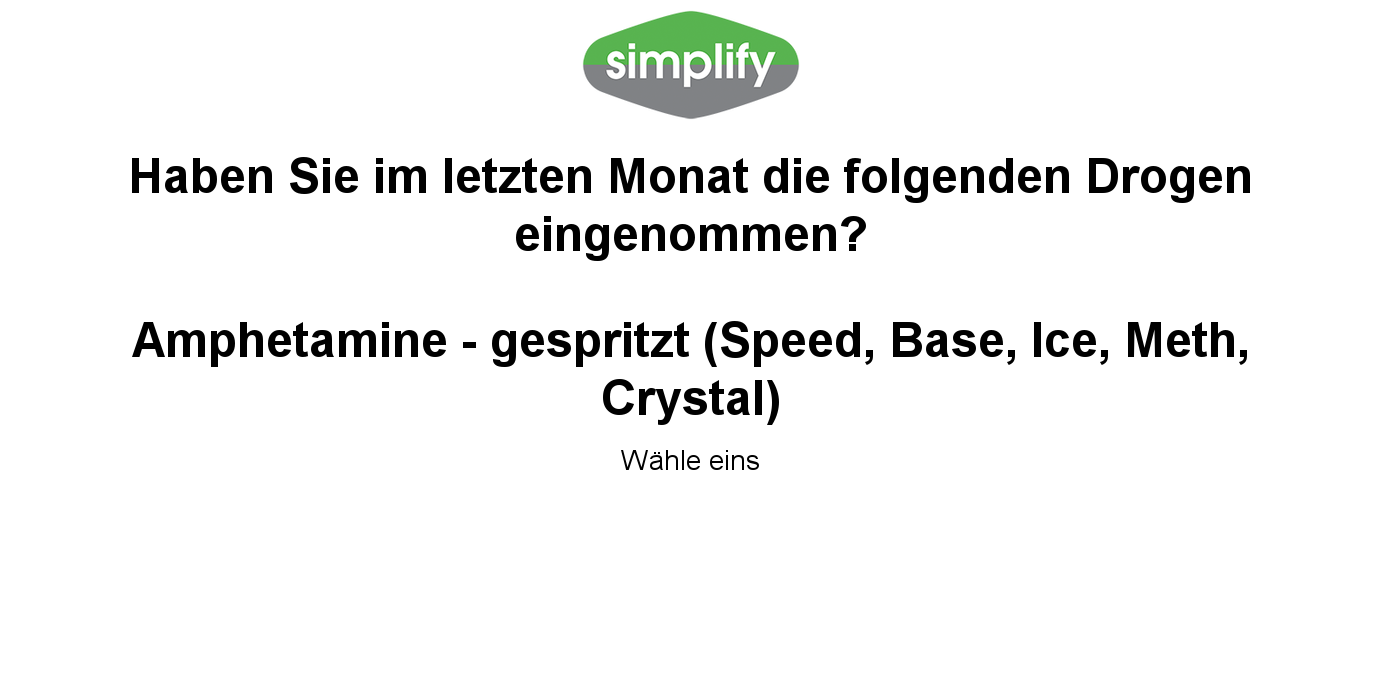 simplify
Haben Sie im letzten Monat die folgenden Drogen
eingenommen?
Amphetamine - gespritzt (Speed, Base, Ice, Meth,
Crystal)
Wähle eins